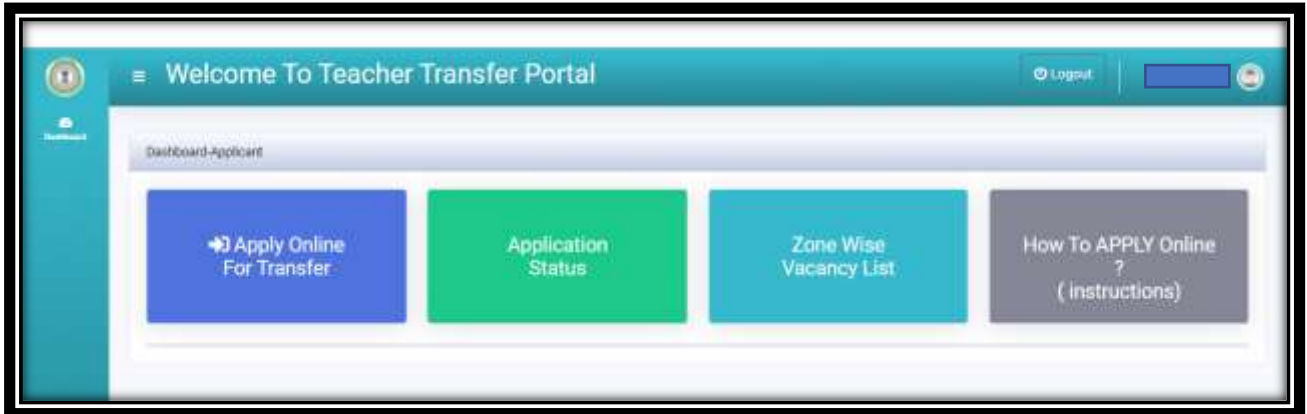 Welcome To Teacher Transfer Portal
Logout
Dashboard
Dashboard-Applicant
Apply Online
For Transfer
Application
Status
Zone Wise
Vacancy List
How To APPLY Online
?
( instructions)